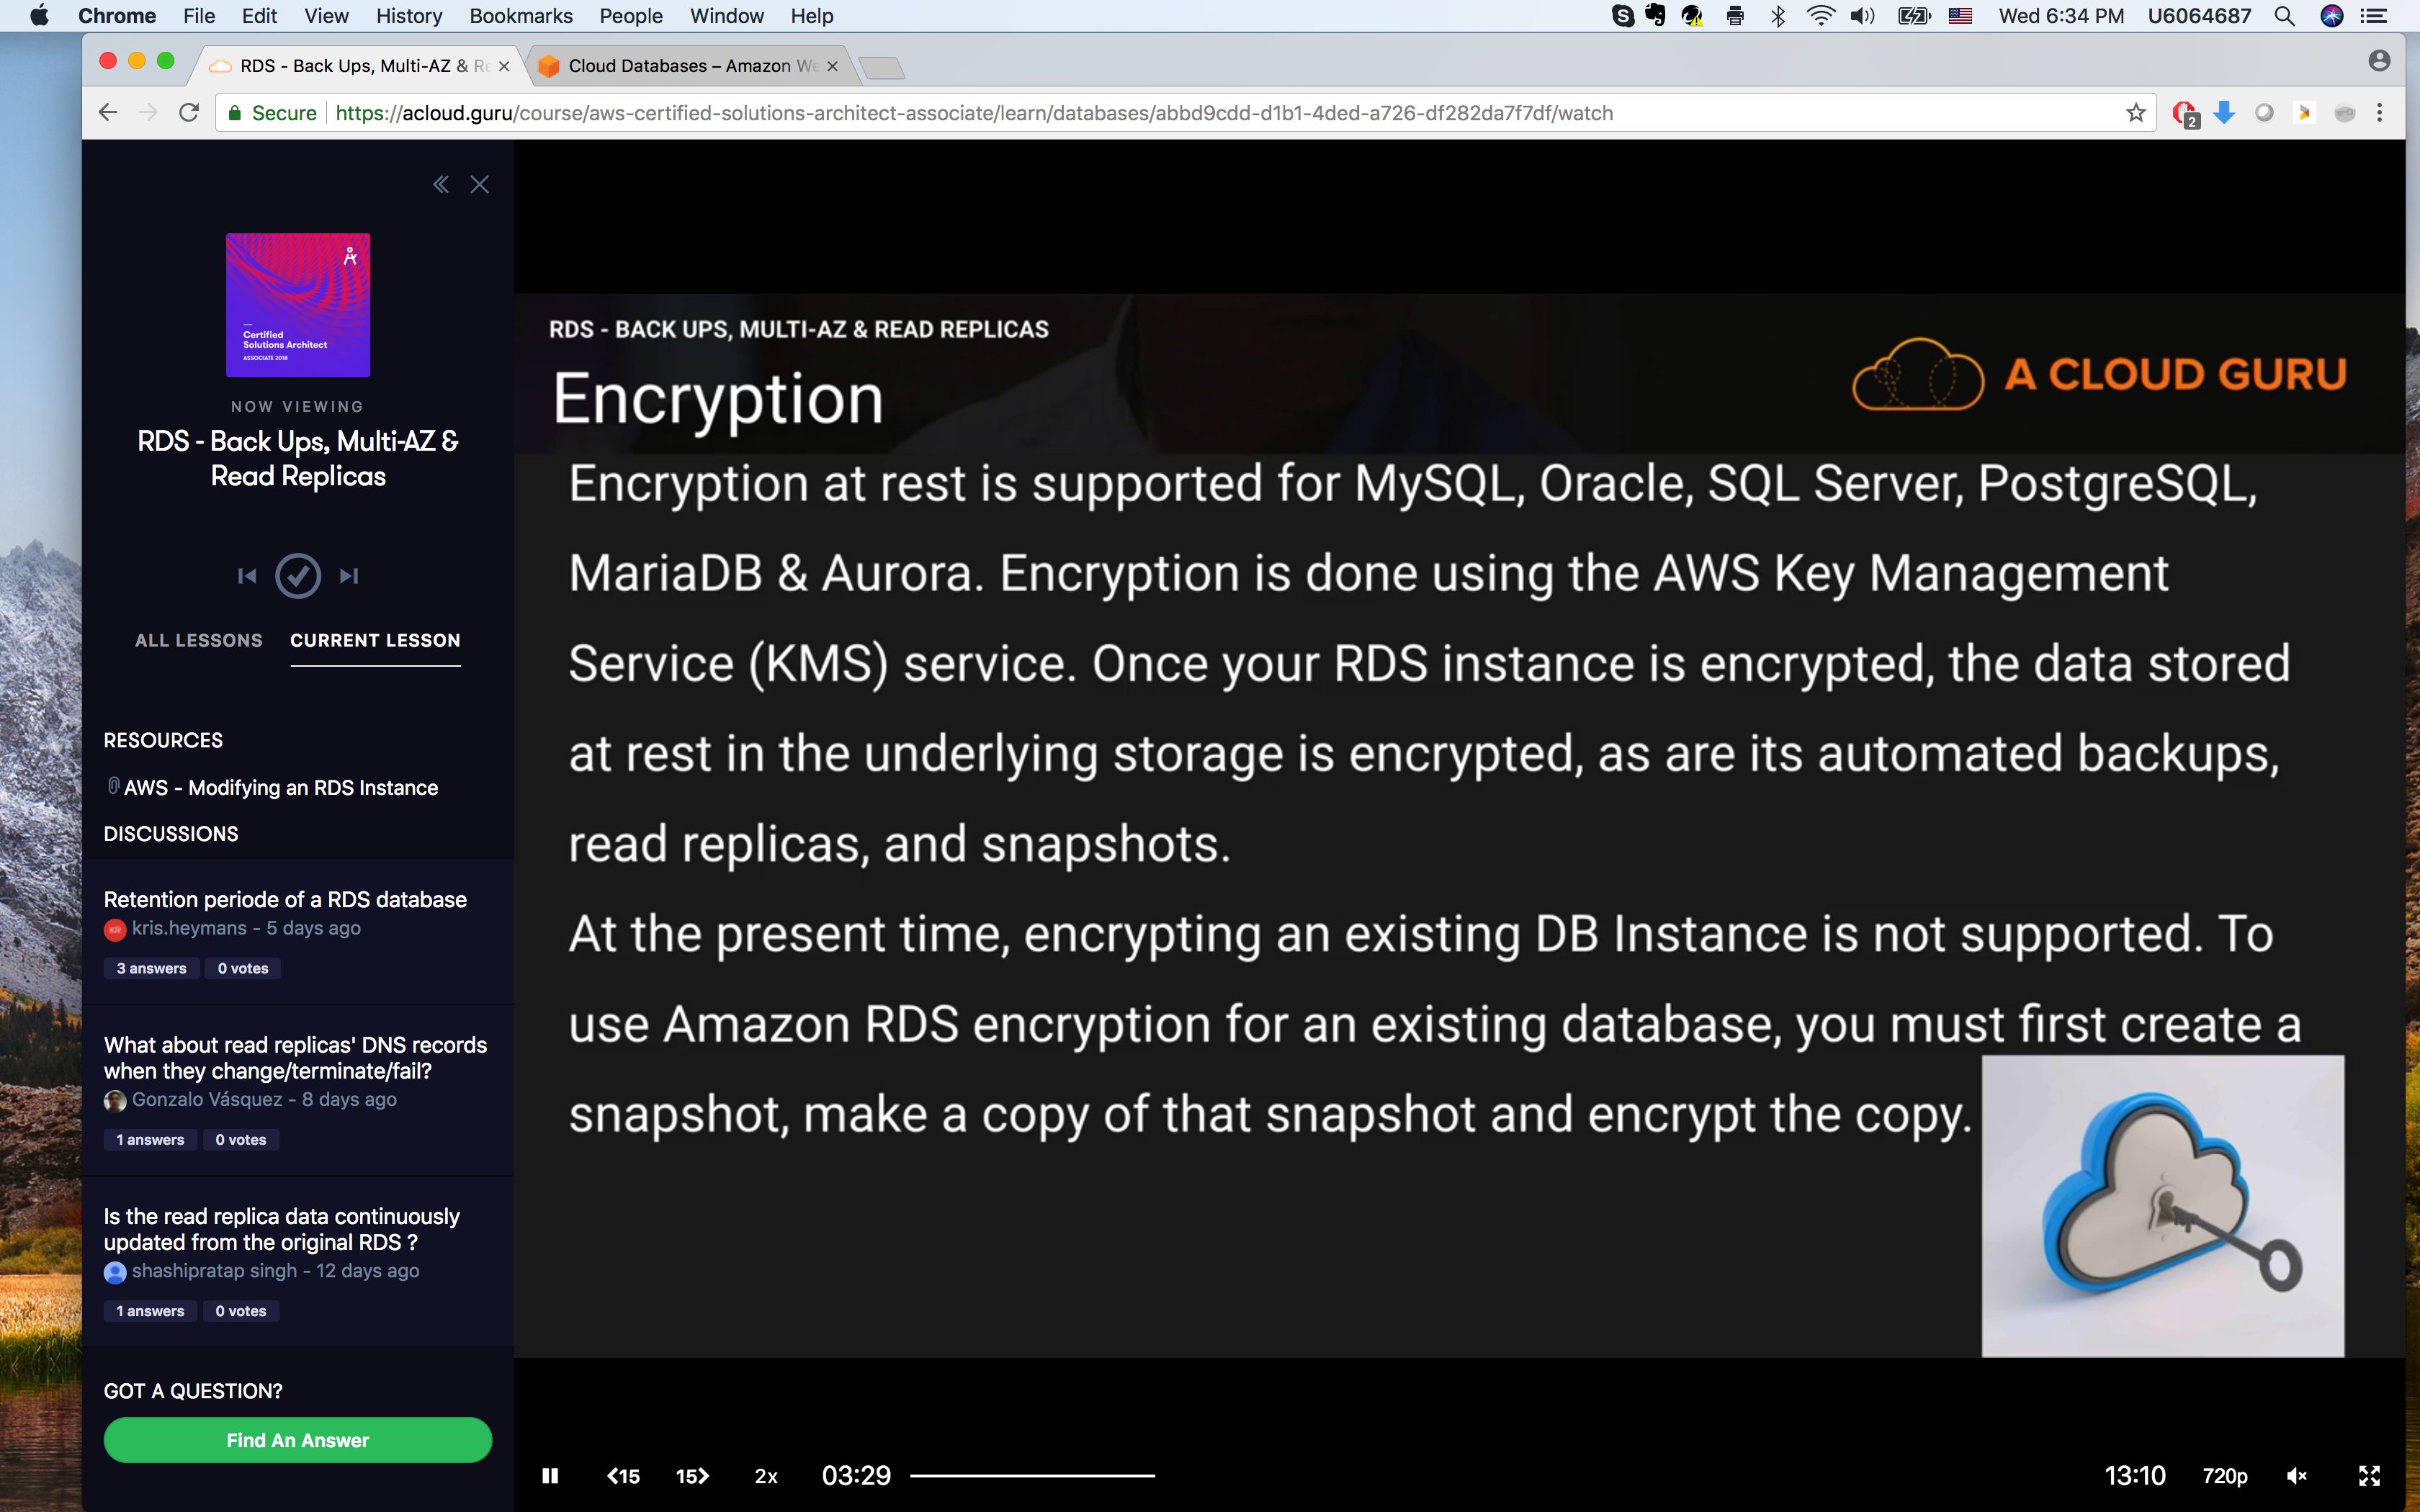 Chrome File Edit View History Bookmarks People Window Help
Wed 6:34 PM U6064687
RDS - Back Ups, Multi-AZ & Re
Cloud Databases – Amazon We
Secure https://acloud.guru/course/aws-certified-solutions-architect-associate/learn/databases/abbd9cdd-d1b1-4ded-a726-df282da7f7df/watch
2
Certified
Solutions Architect
ASSOCIATE 2018
NOW VIEWING
RDS - Back Ups, Multi-AZ &
Read Replicas
ALL LESSONS CURRENT LESSON
RESOURCES
AWS - Modifying an RDS Instance
DISCUSSIONS
Retention periode of a RDS database
KR kris.heymans - 5 days ago
3 answers 0 votes
What about read replicas' DNS records
when they change/terminate/fail?
Gonzalo Vásquez - 8 days ago
1 answers 0 votes
Is the read replica data continuously
updated from the original RDS ?
shashipratap singh - 12 days ago
1 answers 0 votes
GOT A QUESTION?
Find An Answer
RDS - BACK UPS, MULTI-AZ & READ REPLICAS
Encryption
A CLOUD GURU
Encryption at rest is supported for MySQL, Oracle, SQL Server, PostgreSQL,
MariaDB & Aurora. Encryption is done using the AWS Key Management
Service (KMS) service. Once your RDS instance is encrypted, the data stored
at rest in the underlying storage is encrypted, as are its automated backups,
read replicas, and snapshots.
At the present time, encrypting an existing DB Instance is not supported. To
use Amazon RDS encryption for an existing database, you must first create a
snapshot, make a copy of that snapshot and encrypt the copy.
15 15 2x 03:29 13:10 720p